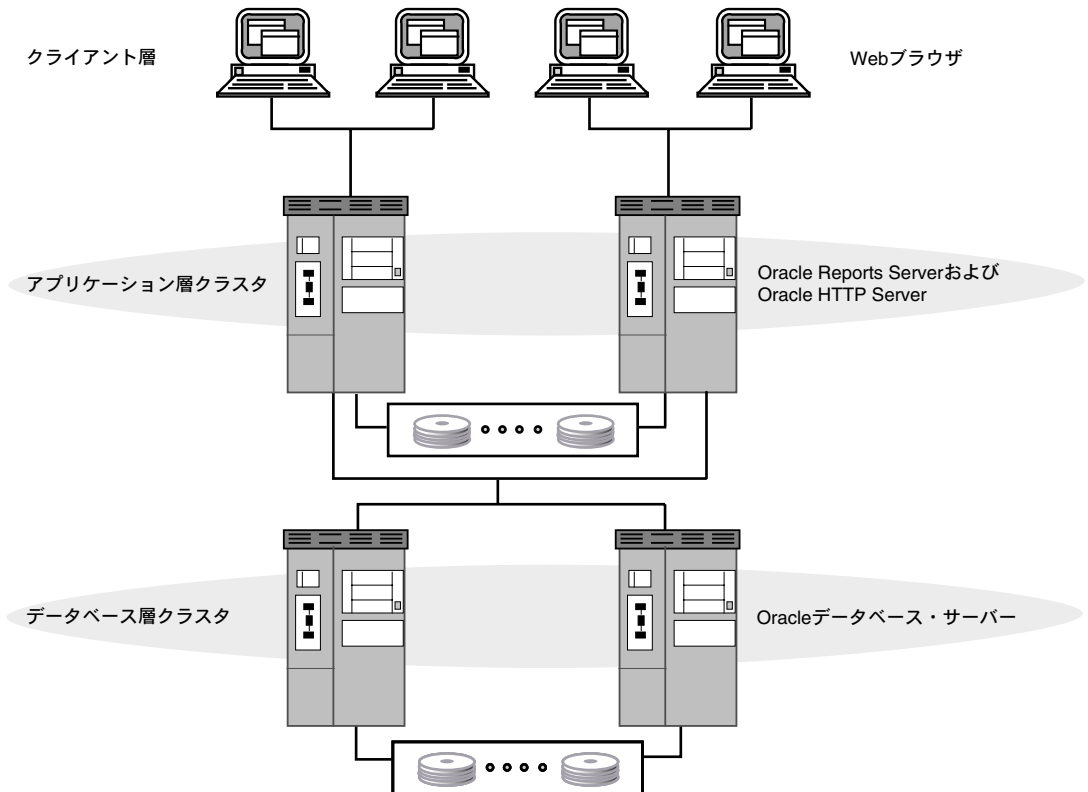 クライアント層
Webブラウザ
アプリケーション層クラスタ
Oracle Reports Serverおよび
Oracle HTTP Server
データベース層クラスタ
Oracleデータベース・サーバー